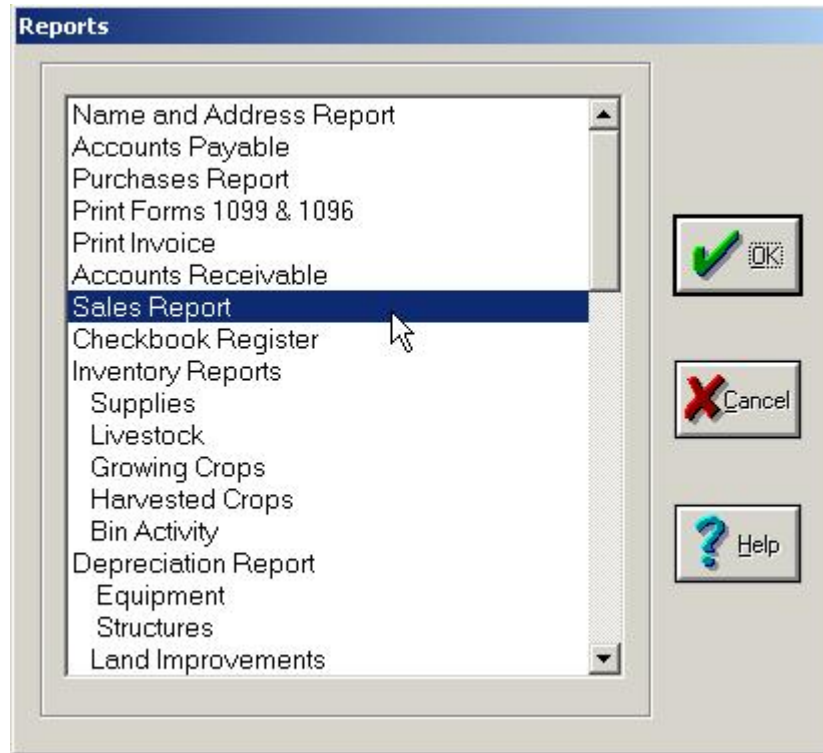 Reports
Name and Address Report
Accounts Payable
Purchases Report
Print Forms 1099 & 1096
Print Invoice
Accounts Receivable
Sales Report
Checkbook Register
Inventory Reports
Supplies
Livestock
Growing Crops
Harvested Crops
Bin Activity
Depreciation Report
Equipment
Structures
Land Improvements
OK
Cancel
Help